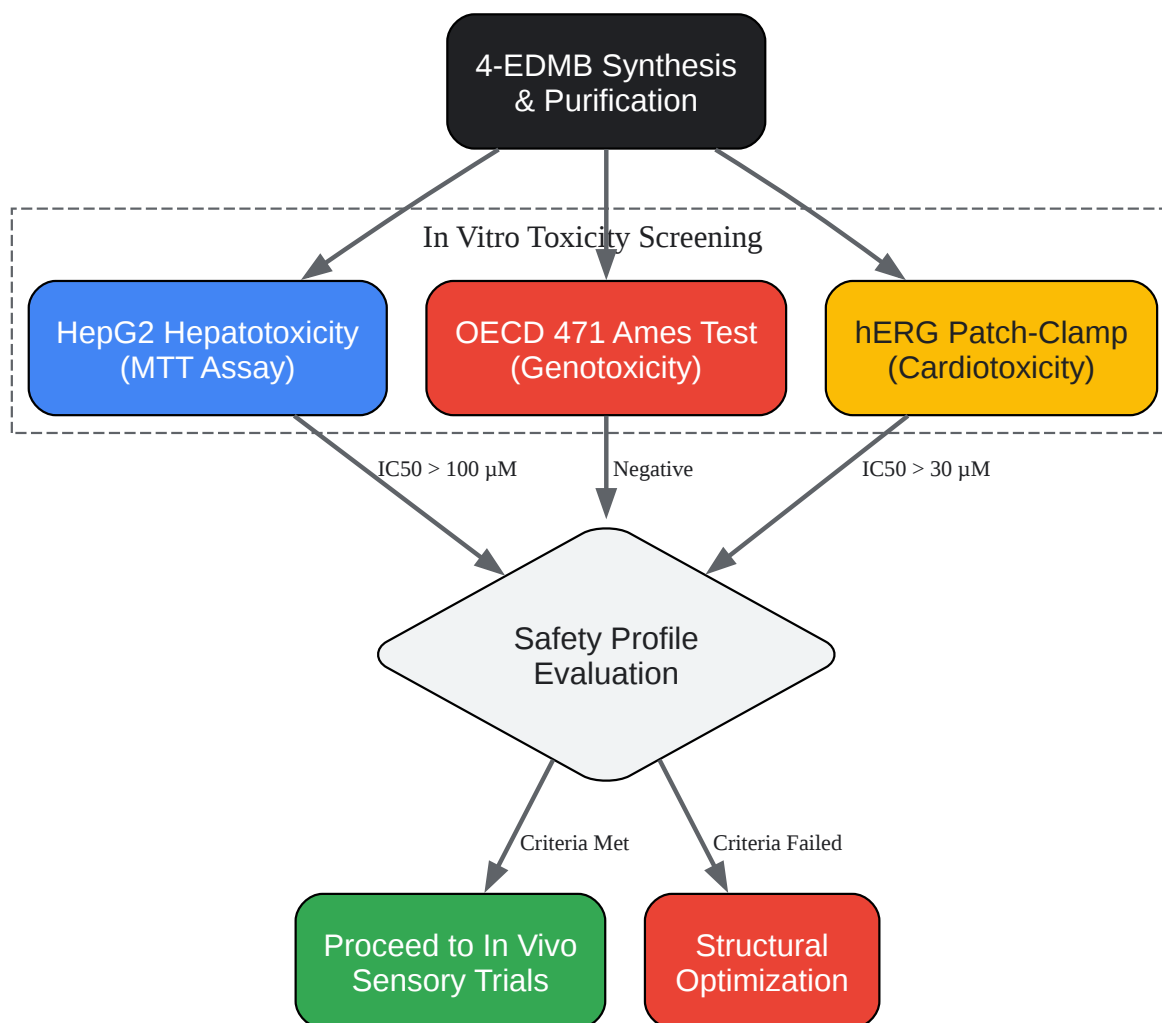 4-EDMB Synthesis
& Purification
In Vitro Toxicity Screening
HepG2 Hepatotoxicity
(MTT Assay)
OECD 471 Ames Test
(Genotoxicity)
hERG Patch-Clamp
(Cardiotoxicity)
IC50 > 100 µM
Negative
IC50 > 30 µM
Safety Profile
Evaluation
Criteria Met
Criteria Failed
Proceed to In Vivo
Sensory Trials
Structural
Optimization